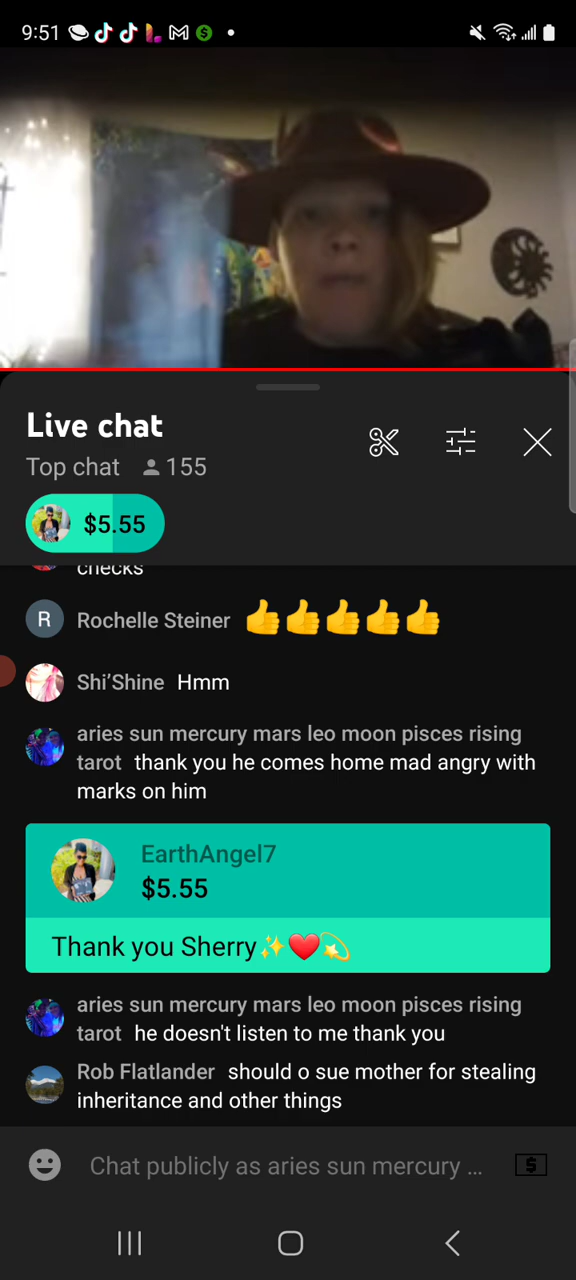 9:51
Live chat
Top chat 155
$5.55
checks
R Rochelle Steiner 👍👍👍👍👍
Shi'Shine Hmm
aries sun mercury mars leo moon pisces rising
tarot thank you he comes home mad angry with
marks on him
EarthAngel7
$5.55
Thank you Sherry✨❤️💫
aries sun mercury mars leo moon pisces rising
tarot he doesn't listen to me thank you
Rob Flatlander should o sue mother for stealing
inheritance and other things
Chat publicly as aries sun mercury ...